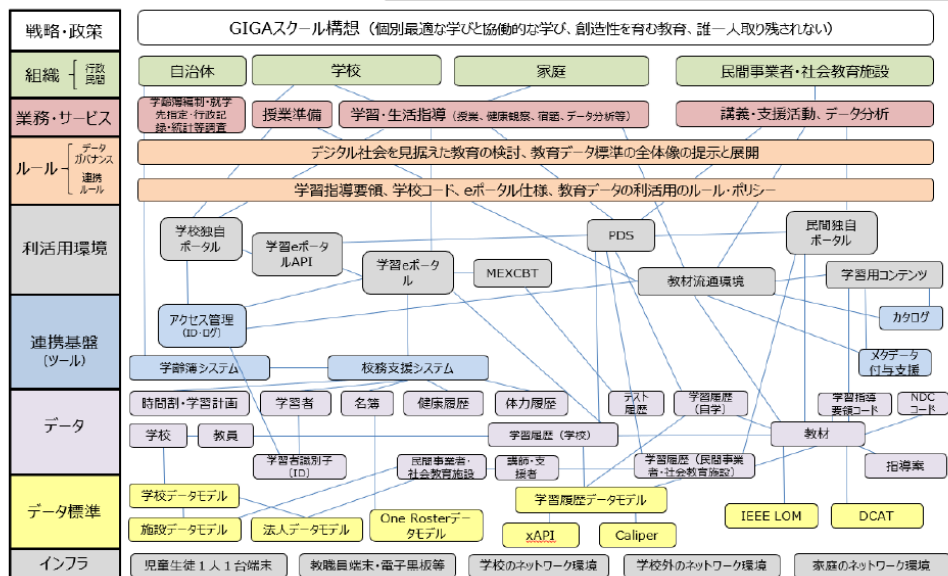 戦略・政策
GIGAスクール構想（個別最適な学びと協働的な学び、創造性を育む教育、誰一人取り残されない）
組織
行政
民間
自治体
学校
家庭
民間事業者・社会教育施設
業務・サービス
学齢簿編制・就学
先指定・行政記
録・統計等調査
授業準備
学習・生活指導（授業、健康観察、宿題、データ分析等）
講義・支援活動、データ分析
ルール
データ
ガバナンス
連携
ルール
デジタル社会を見据えた教育の検討、教育データ標準の全体像の提示と展開
学習指導要領、学校コード、eポータル仕様、教育データの利活用のルール・ポリシー
利活用環境
学校独自
ポータル
学習eポータ
ルAPI
学習eポータ
ル
MEXCBT
PDS
教材流通環境
民間独自
ポータル
学習用コンテンツ
連携基盤
(ツール)
アクセス管理
(ID・ログ)
カタログ
メタデータ
付与支援
学齢簿システム
校務支援システム
データ
時間割・学習計画
学習者
名簿
健康履歴
体力履歴
テスト
履歴
学習履歴
（自学）
学習指導
要領コード
NDC
コード
学校
教員
学習履歴（学校）
教材
学習者識別子
（ID）
民間事業者・
社会教育施設
講師・支
援者
学習履歴（民間事業
者・社会教育施設）
指導案
データ標準
学校データモデル
施設データモデル
法人データモデル
One Rosterデー
タモデル
学習履歴データモデル
xAPI
Caliper
IEEE LOM
DCAT
インフラ
児童生徒１人１台端末
教職員端末・電子黒板等
学校のネットワーク環境
学校外のネットワーク環境
家庭のネットワーク環境